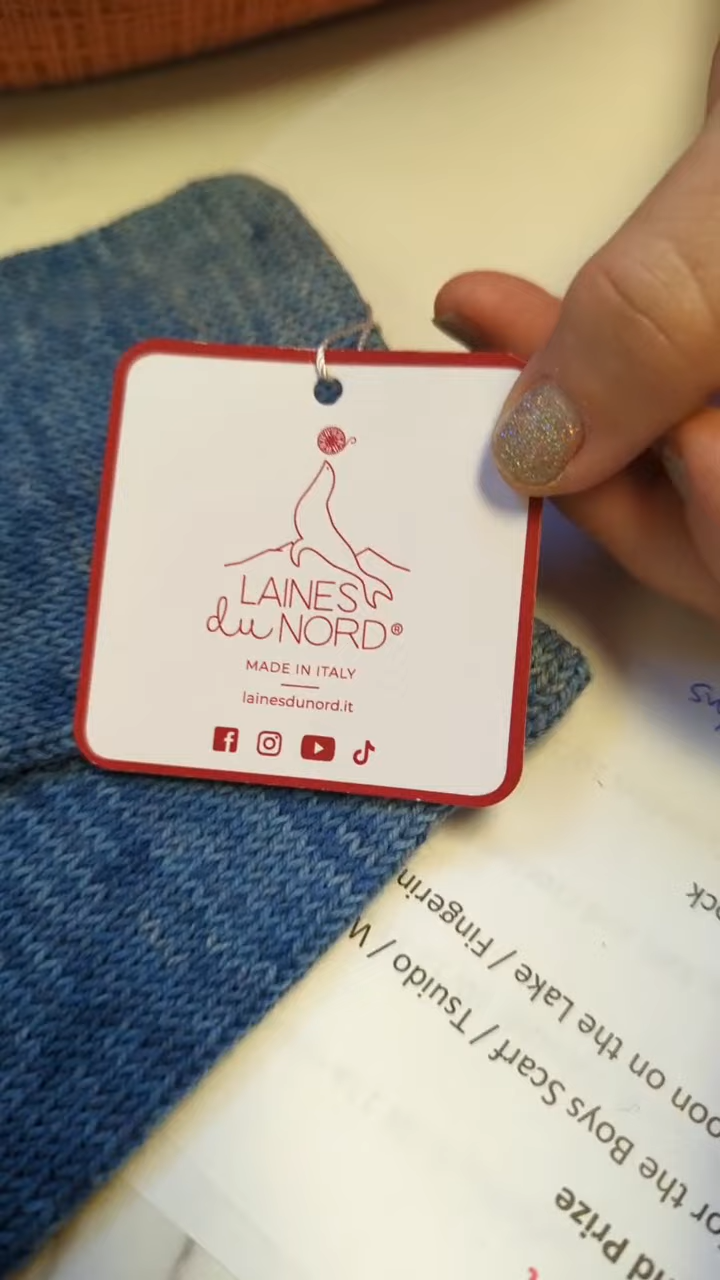 LAINES
du NORD®
MADE IN ITALY
lainesdunord.it
oon on the Lake / Fingerin
or the Boys Scarf / Tsuido / W
nd Prize